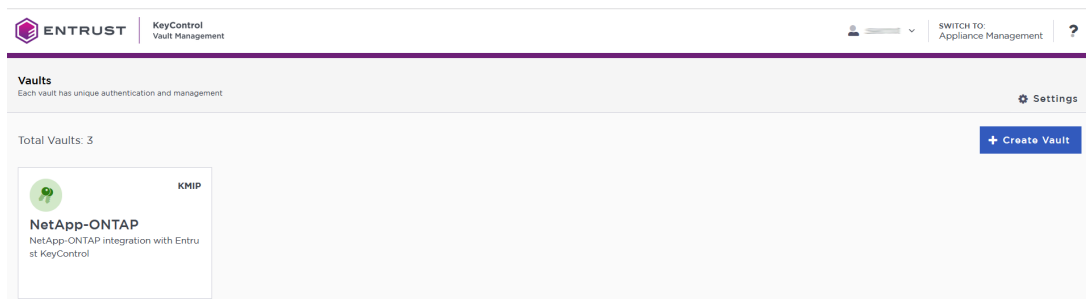 ENTRUST
KeyControl
Vault Management
SWITCH TO:
Appliance Management
?
Vaults
Each vault has unique authentication and management
Settings
Total Vaults: 3
+ Create Vault
KMIP
NetApp-ONTAP
NetApp-ONTAP integration with Entru
st KeyControl